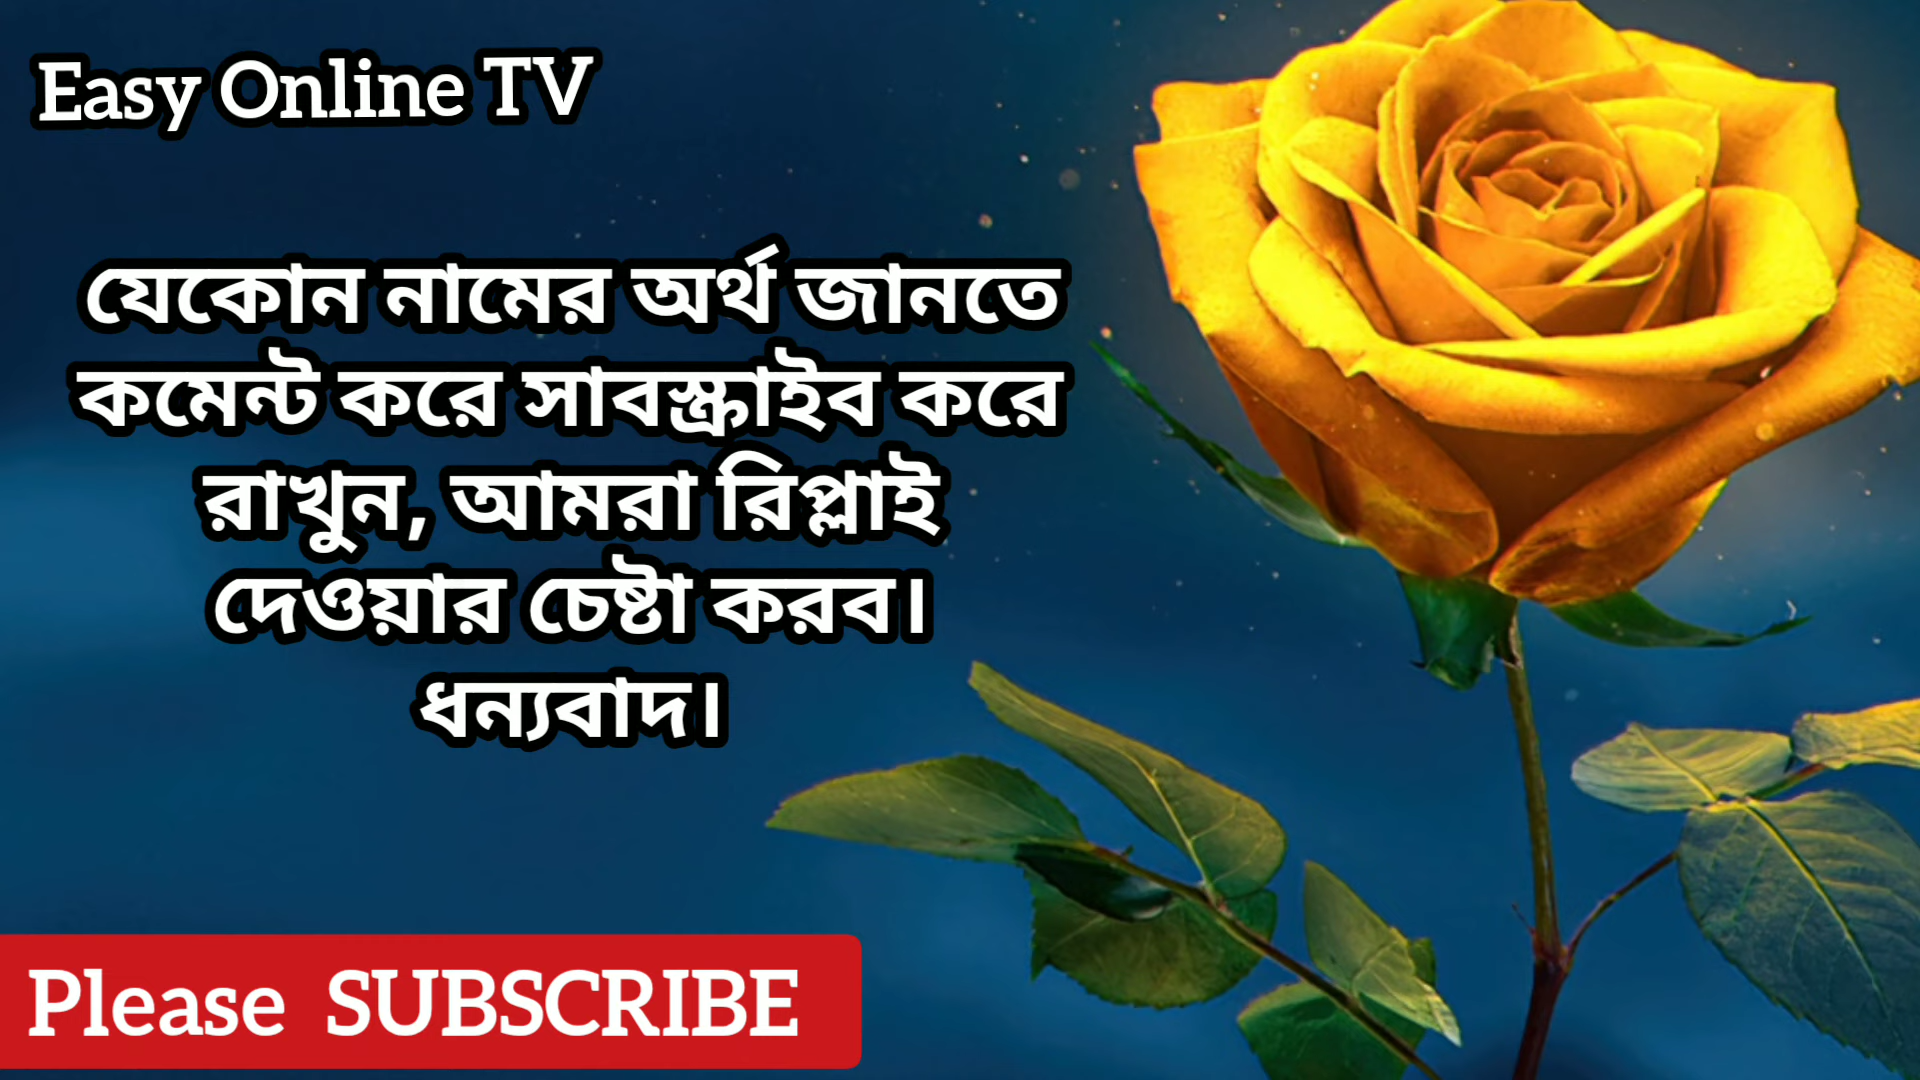 Easy Online TV
যেকোন নামের অর্থ জানতে
কমেন্ট করে সাবস্ক্রাইব করে
রাখুন, আমরা রিপ্লাই
দেওয়ার চেষ্টা করব।
ধন্যবাদ।
Please SUBSCRIBE